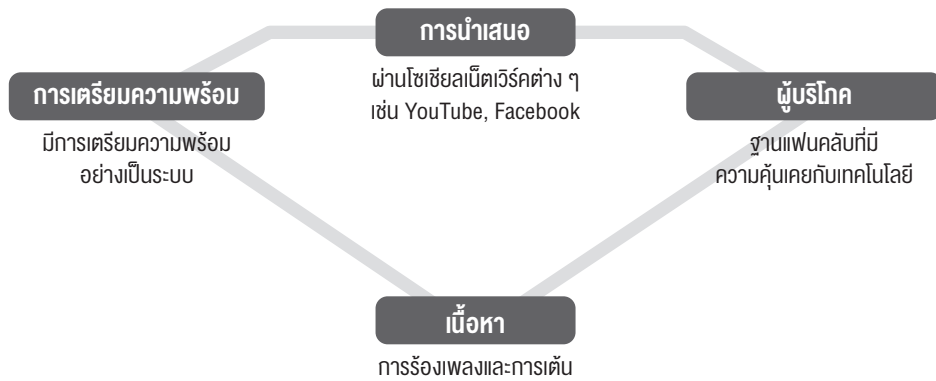 การนำเสนอ
ผ่านโซเชียลเน็ตเวิร์คต่าง ๆ
เช่น YouTube, Facebook
การเตรียมความพร้อม
มีการเตรียมความพร้อม
อย่างเป็นระบบ
ผู้บริโภค
ฐานแฟนคลับที่มี
ความคุ้นเคยกับเทคโนโลยี
เนื้อหา
การร้องเพลงและการเต้น